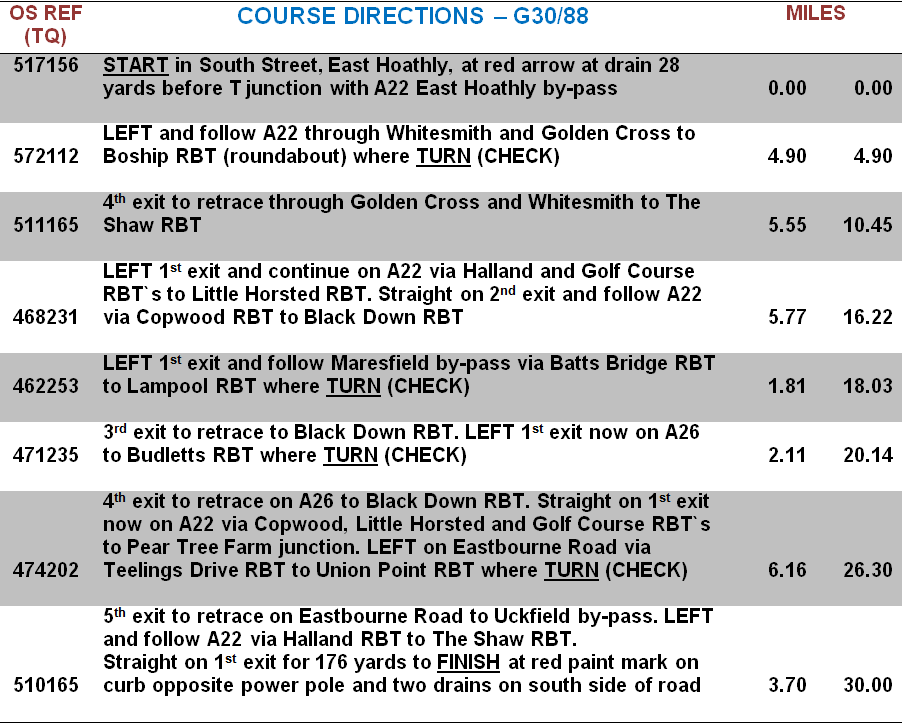 OS REF COURSE DIRECTIONS – G30/88 MILES
(TQ)
517156 START in South Street, East Hoathly, at red arrow at drain 28
yards before T junction with A22 East Hoathly by-pass 0.00 0.00
LEFT and follow A22 through Whitesmith and Golden Cross to
572112 Boship RBT (roundabout) where TURN (CHECK) 4.90 4.90
4th exit to retrace through Golden Cross and Whitesmith to The
511165 Shaw RBT 5.55 10.45
LEFT 1st exit and continue on A22 via Halland and Golf Course
RBT`s to Little Horsted RBT. Straight on 2nd exit and follow A22
468231 via Copwood RBT to Black Down RBT 5.77 16.22
LEFT 1st exit and follow Maresfield by-pass via Batts Bridge RBT
462253 to Lampool RBT where TURN (CHECK) 1.81 18.03
3rd exit to retrace to Black Down RBT. LEFT 1st exit now on A26
471235 to Budletts RBT where TURN (CHECK) 2.11 20.14
4th exit to retrace on A26 to Black Down RBT. Straight on 1st exit
now on A22 via Copwood, Little Horsted and Golf Course RBT`s
to Pear Tree Farm junction. LEFT on Eastbourne Road via
474202 Teelings Drive RBT to Union Point RBT where TURN (CHECK) 6.16 26.30
5th exit to retrace on Eastbourne Road to Uckfield by-pass. LEFT
and follow A22 via Halland RBT to The Shaw RBT.
Straight on 1st exit for 176 yards to FINISH at red paint mark on
510165 curb opposite power pole and two drains on south side of road 3.70 30.00